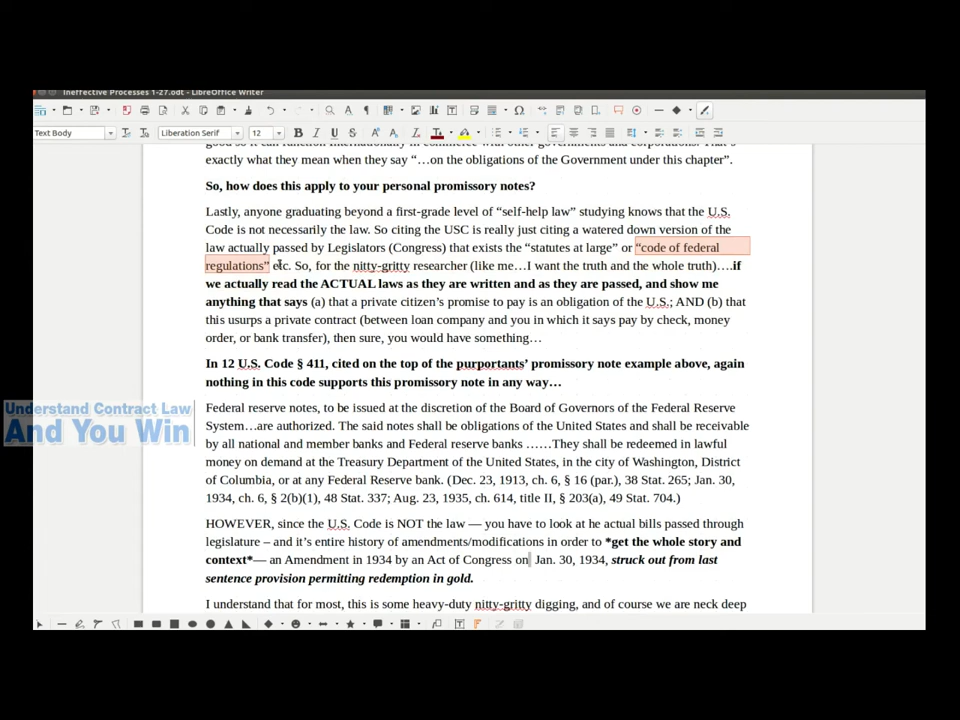 Ineffective Processes 1-27.odt - LibreOffice Writer
Text Body
Liberation Serif
12
good so it can function internationally in commerce with other governments and corporations. That's
exactly what they mean when they say “…on the obligations of the Government under this chapter”.
So, how does this apply to your personal promissory notes?
Lastly, anyone graduating beyond a first-grade level of “self-help law” studying knows that the U.S.
Code is not necessarily the law. So citing the USC is really just citing a watered down version of the
law actually passed by Legislators (Congress) that exists the “statutes at large” or “code of federal
regulations” etc. So, for the nitty-gritty researcher (like me…I want the truth and the whole truth)….if
we actually read the ACTUAL laws as they are written and as they are passed, and show me
anything that says (a) that a private citizen’s promise to pay is an obligation of the U.S.; AND (b) that
this usurps a private contract (between loan company and you in which it says pay by check, money
order, or bank transfer), then sure, you would have something…
In 12 U.S. Code § 411, cited on the top of the purportants’ promissory note example above, again
nothing in this code supports this promissory note in any way…
Federal reserve notes, to be issued at the discretion of the Board of Governors of the Federal Reserve
System…are authorized. The said notes shall be obligations of the United States and shall be receivable
by all national and member banks and Federal reserve banks ……They shall be redeemed in lawful
money on demand at the Treasury Department of the United States, in the city of Washington, District
of Columbia, or at any Federal Reserve bank. (Dec. 23, 1913, ch. 6, § 16 (par.), 38 Stat. 265; Jan. 30,
1934, ch. 6, § 2(b)(1), 48 Stat. 337; Aug. 23, 1935, ch. 614, title II, § 203(a), 49 Stat. 704.)
Understand Contract Law
And You Win
HOWEVER, since the U.S. Code is NOT the law — you have to look at he actual bills passed through
legislature – and it’s entire history of amendments/modifications in order to *get the whole story and
context*— an Amendment in 1934 by an Act of Congress on Jan. 30, 1934, struck out from last
sentence provision permitting redemption in gold.
I understand that for most, this is some heavy-duty nitty-gritty digging, and of course we are neck deep